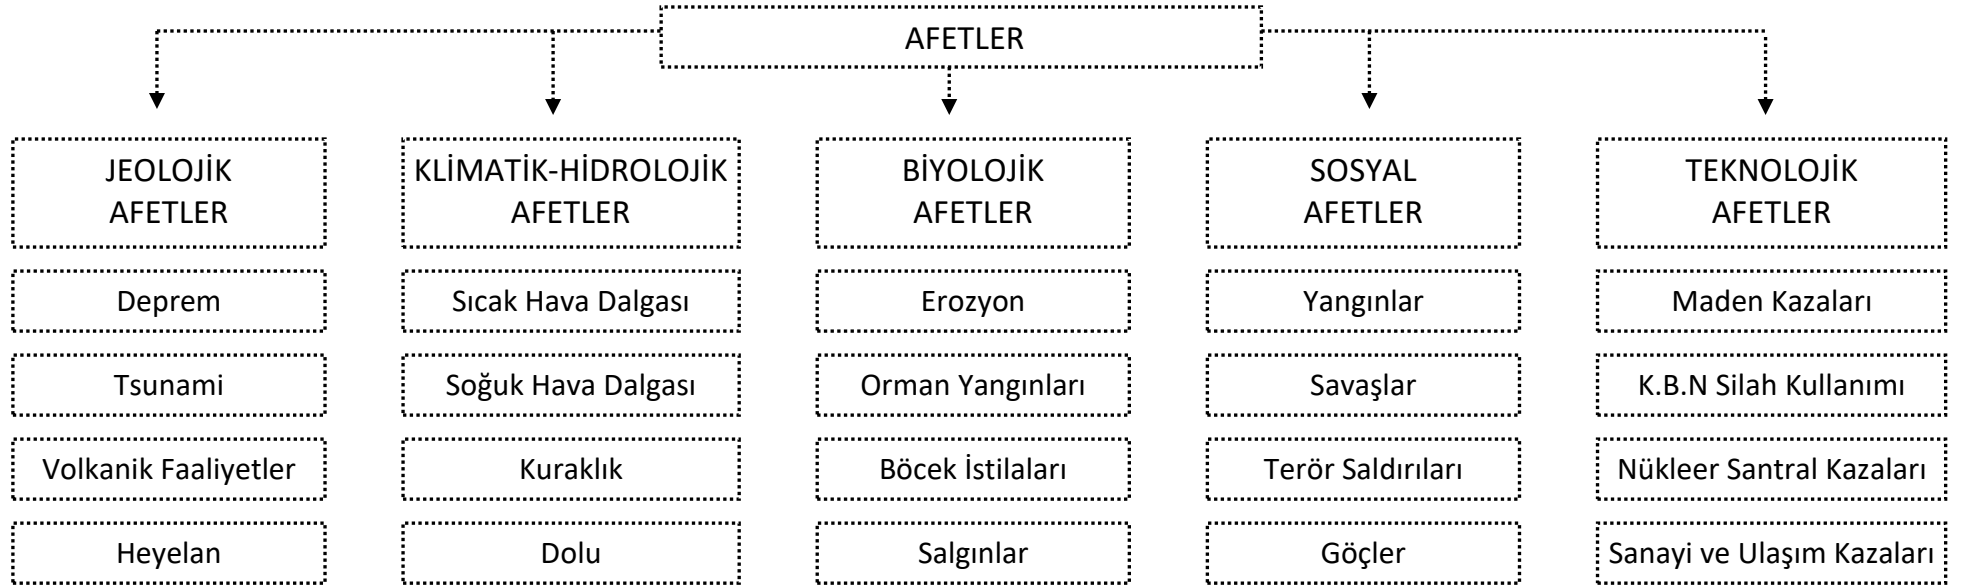 AFETLER
JEOLOJİK
AFETLER
Deprem
Tsunami
Volkanik Faaliyetler
Heyelan
KLİMATİK-HİDROLOJİK
AFETLER
Sıcak Hava Dalgası
Soğuk Hava Dalgası
Kuraklık
Dolu
BİYOLOJİK
AFETLER
Erozyon
Orman Yangınları
Böcek İstilaları
Salgınlar
SOSYAL
AFETLER
Yangınlar
Savaşlar
Terör Saldırıları
Göçler
TEKNOLOJİK
AFETLER
Maden Kazaları
K.B.N Silah Kullanımı
Nükleer Santral Kazaları
Sanayi ve Ulaşım Kazaları